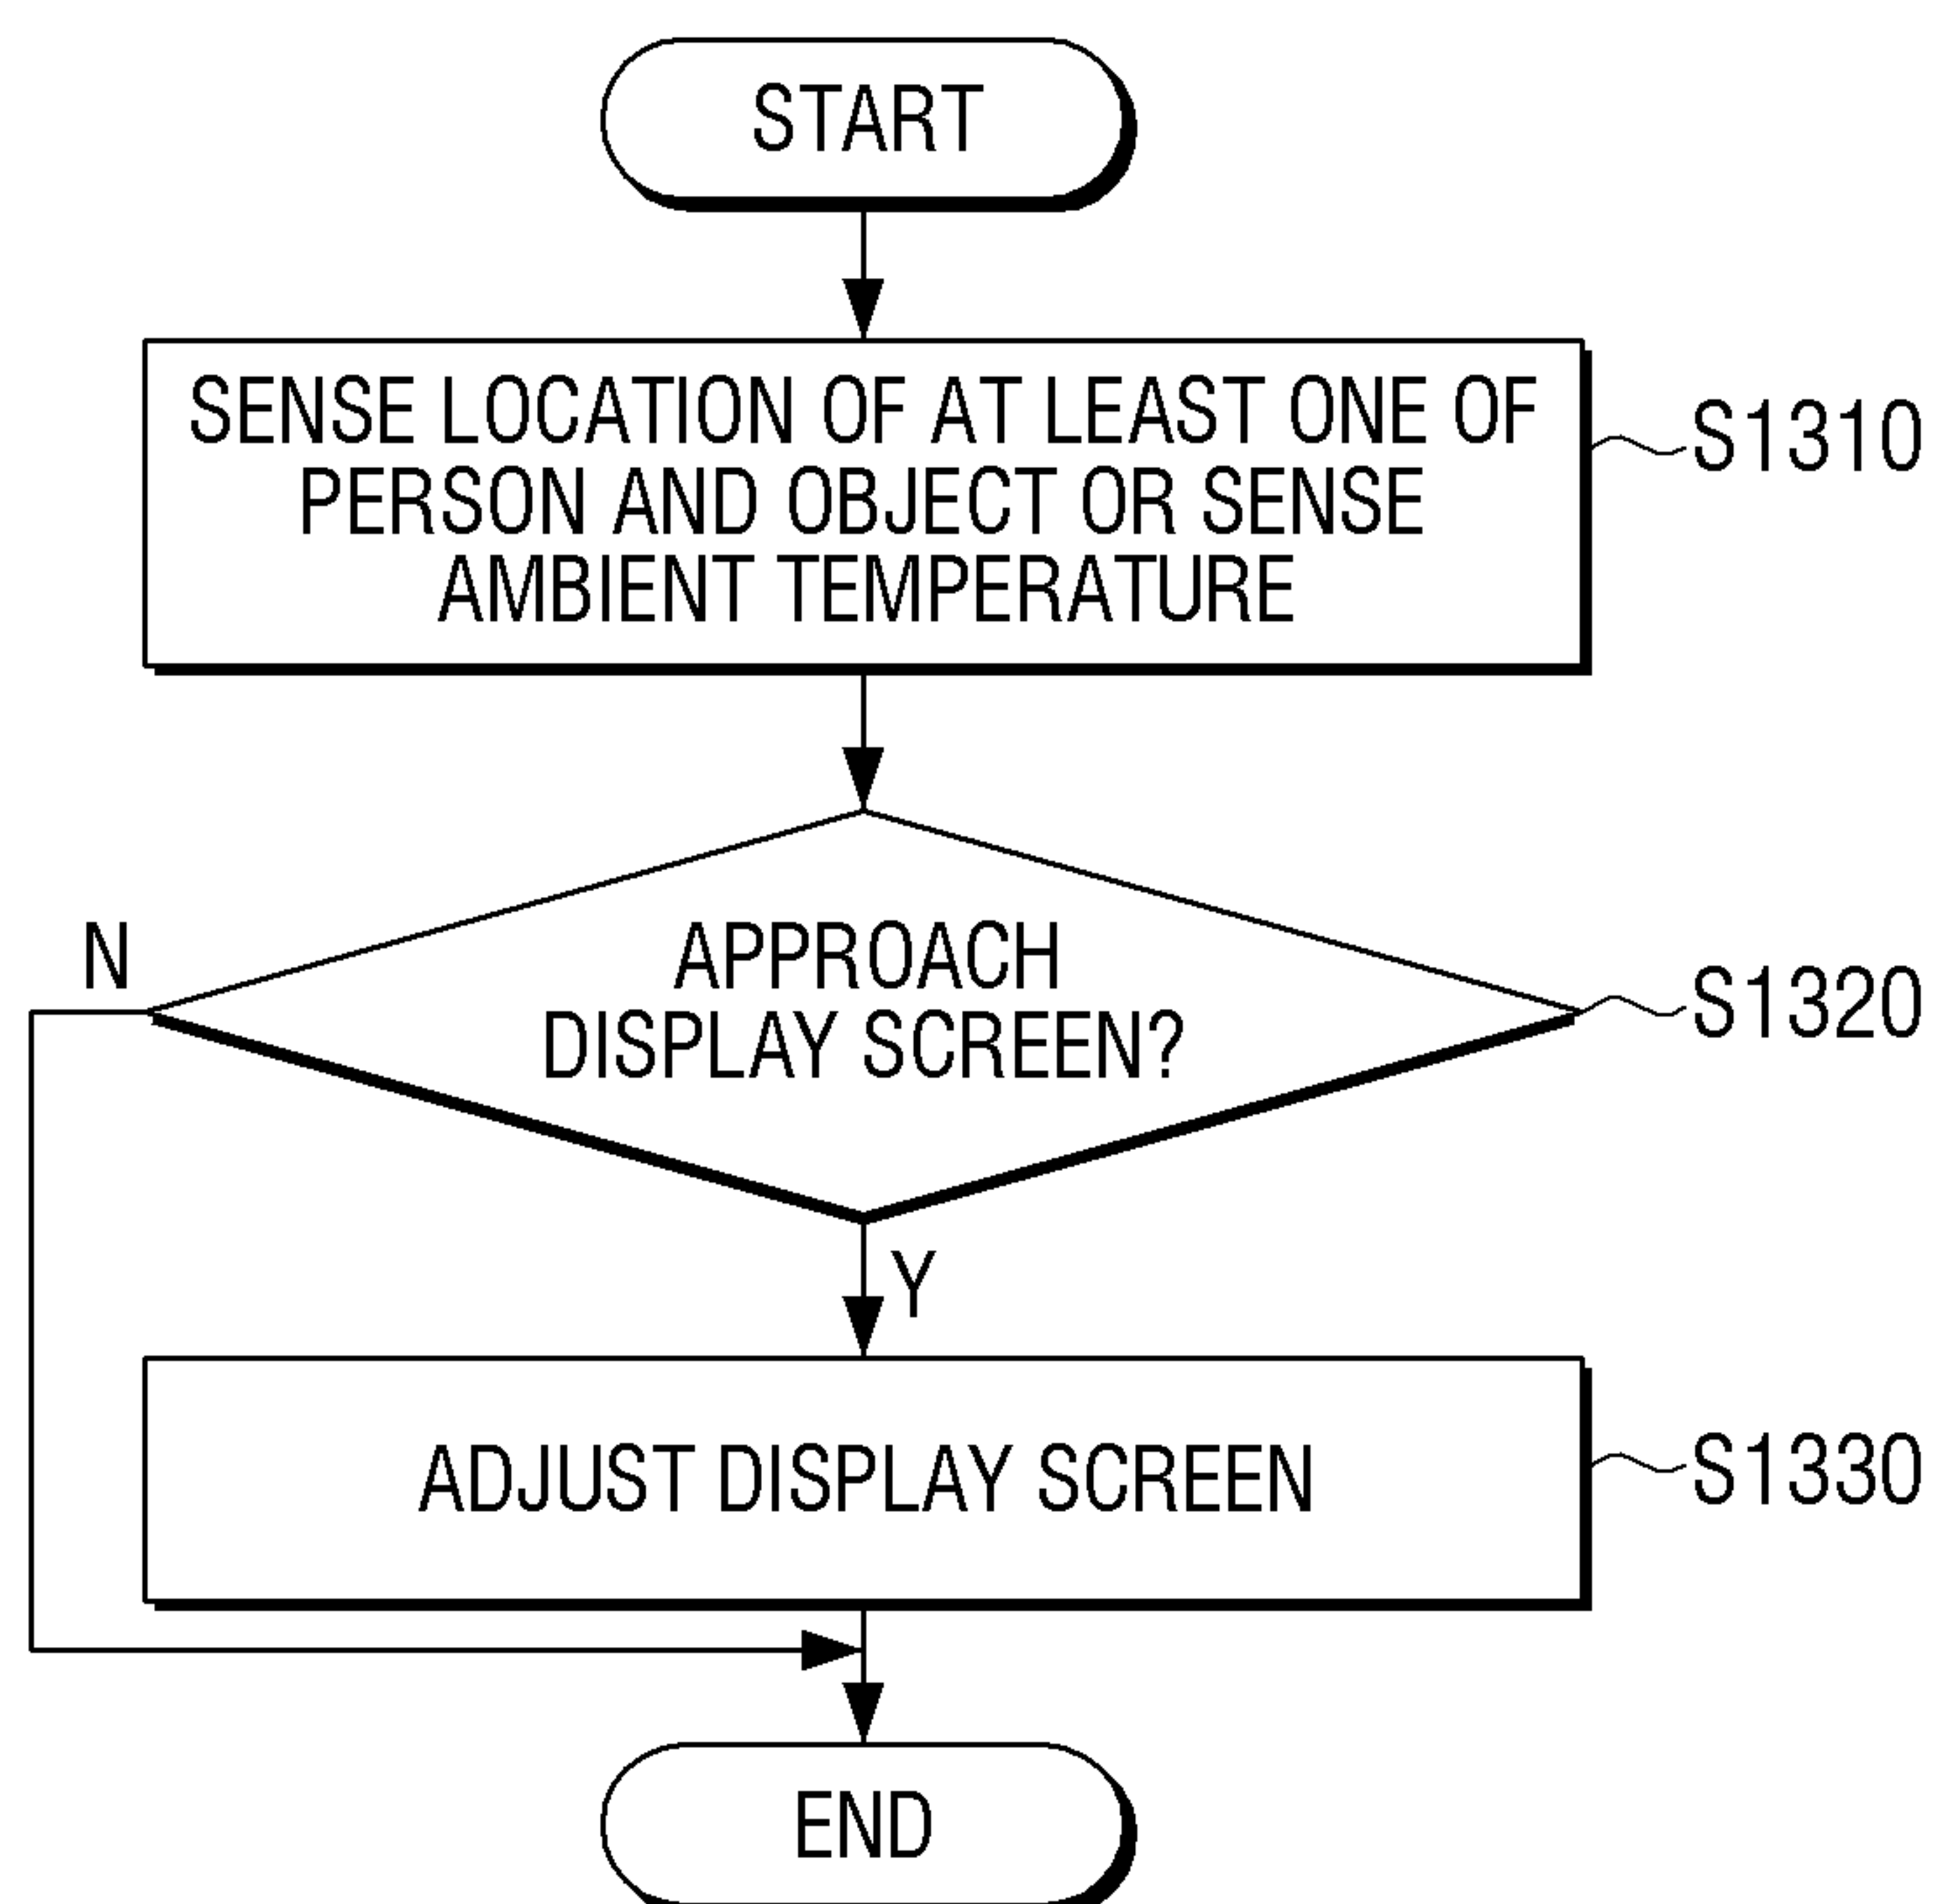 START
SENSE LOCATION OF AT LEAST ONE OF
PERSON AND OBJECT OR SENSE
AMBIENT TEMPERATURE
S1310
APPROACH
DISPLAY SCREEN?
S1320
N
Y
ADJUST DISPLAY SCREEN
S1330
END